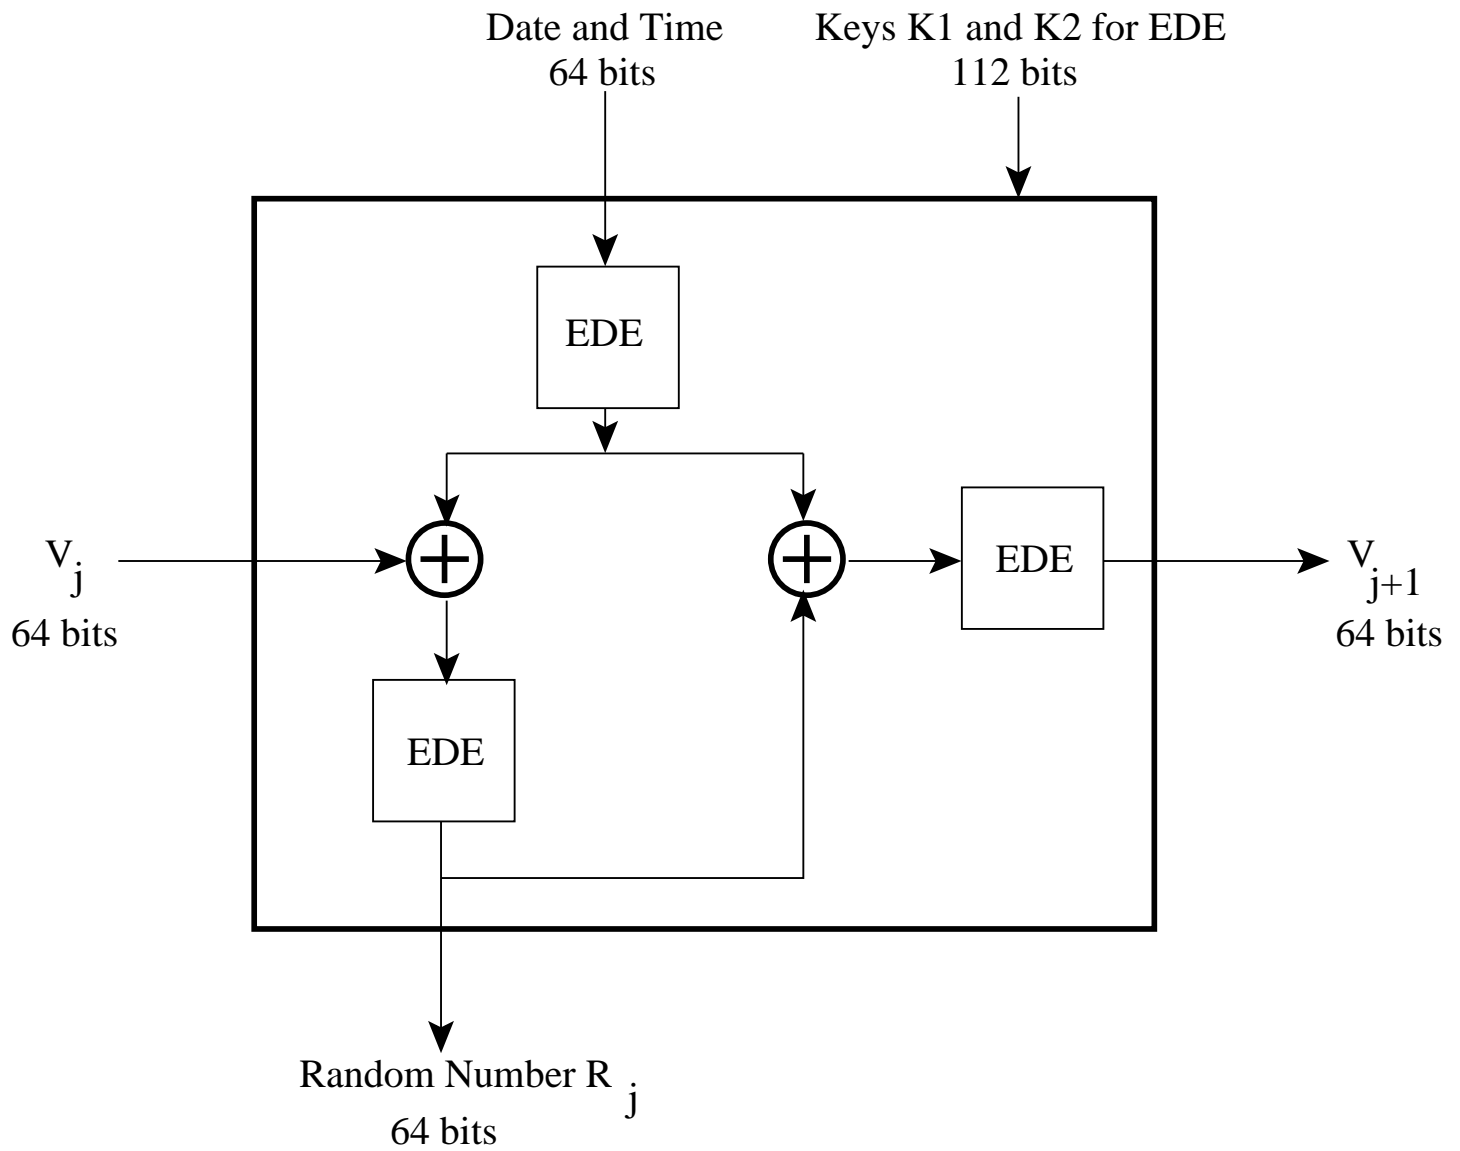 Date and Time
64 bits
Keys K1 and K2 for EDE
112 bits
EDE
V j
64 bits
EDE
V j+1
64 bits
EDE
Random Number R j
64 bits